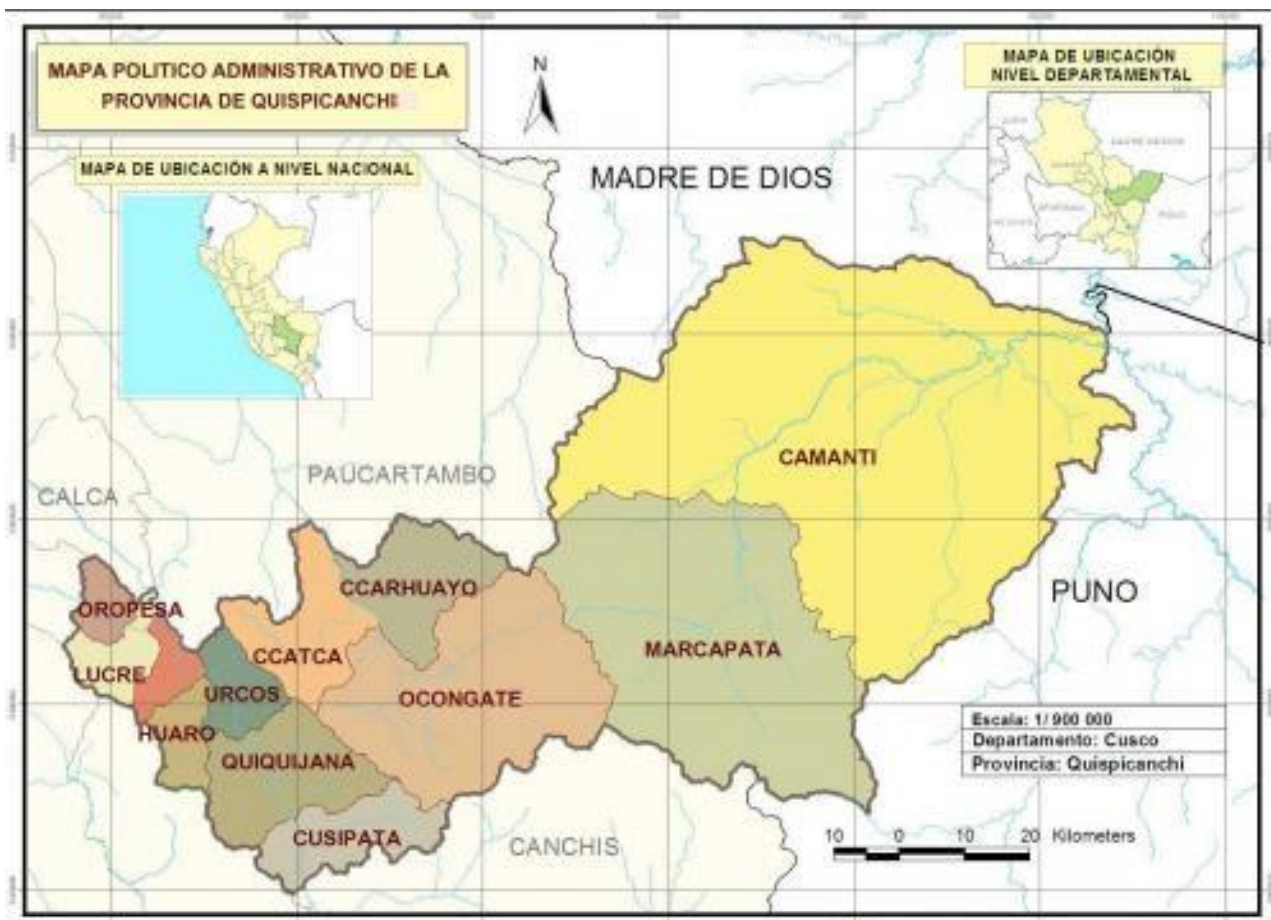 MAPA POLITICO ADMINISTRATIVO DE LA
PROVINCIA DE QUISPICANCHI
MAPA DE UBICACIÓN A NIVEL NACIONAL
N
MAPA DE UBICACIÓN
NIVEL DEPARTAMENTAL
MADRE DE DIOS
CAMANTI
PAUCARTAMBO
CALCA
CCARHUAYO
OROPESA
PUNO
CCATCA
MARCAPATA
LUCRE
URCOS
OCONGATE
HUARO
QUIQUIJANA
CUSIPATA
CANCHIS
Escala: 1/ 900 000
Departamento: Cusco
Provincia: Quispicanchi
10 0 10 20 Kilometers